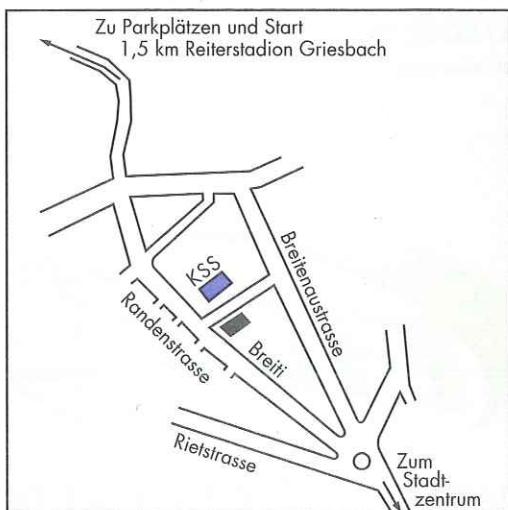 Zu Parkplätzen und Start
1,5 km Reiterstadion Griesbach
KSS
Breitenaustrasse
Randenstrasse
Breiti
Rietstrasse
Zum
Stadt-
zentrum